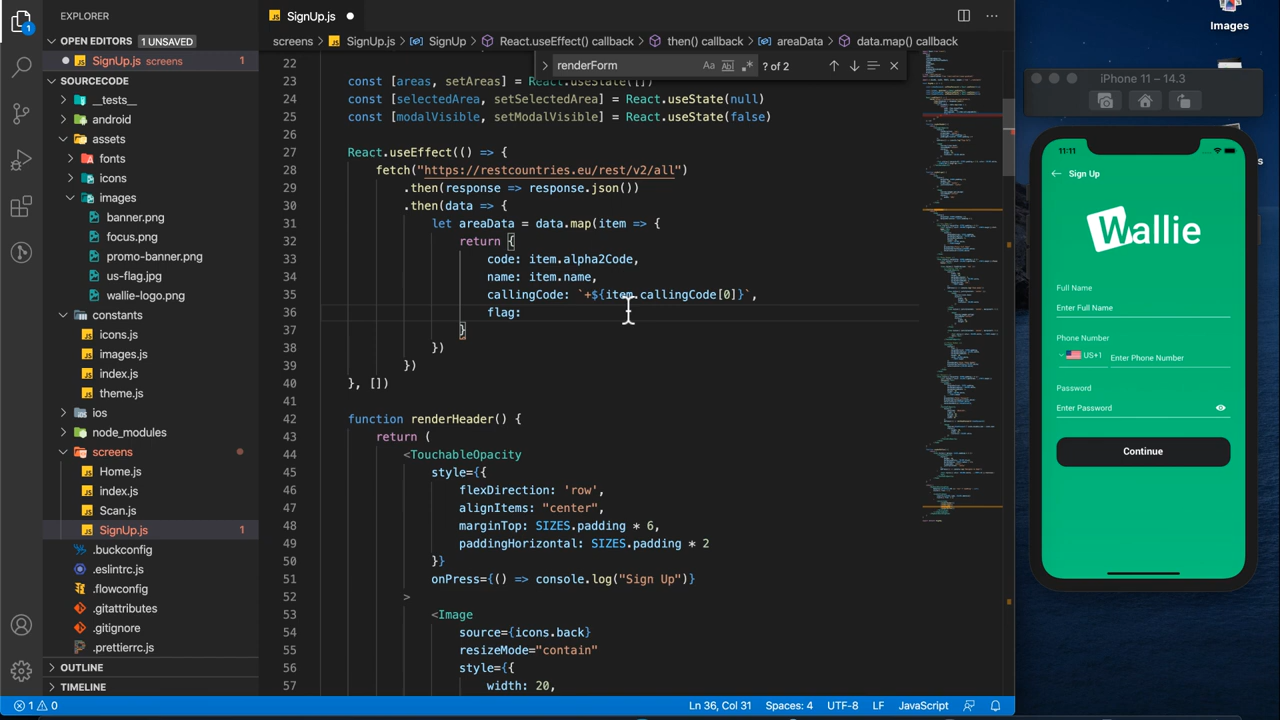 EXPLORER
OPEN EDITORS 1 UNSAVED
SignUp.js screens 1
SOURCECODE
__tests__
android
assets
fonts
icons
images
banner.png
focus.png
promo-banner.png
us-flag.jpg
wallie-logo.png
constants
icons.js
images.js
index.js
theme.js
ios
node_modules
screens
Home.js
index.js
Scan.js
SignUp.js 1
.buckconfig
.eslintrc.js
.flowconfig
.gitattributes
.gitignore
.prettierrc.js
OUTLINE
TIMELINE
1
SignUp.js
screens > SignUp.js > SignUp > React.useEffect() callback > then() callback > areaData > data.map() callback
renderForm Aa ab .* ? of 2
22
23 const [areas, setAreas] = React.useState([])
24 const [selectedArea, setSelectedArea] = React.useState(null)
25 const [modalVisible, setModalVisible] = React.useState(false)
26
27 React.useEffect(() => {
28 fetch("https://restcountries.eu/rest/v2/all")
29 .then(response => response.json())
30 .then(data => {
31 let areaData = data.map(item => {
32 return {
33 code: item.alpha2Code,
34 name: item.name,
35 callingCode: `+${item.callingCode[0]}`,
36 flag:
37 }
38 })
39 })
40 }, [])
41
42 function renderHeader() {
43 return (
44 <TouchableOpacity
45 style={{
46 flexDirection: 'row',
47 alignItems: "center",
48 marginTop: SIZES.padding * 6,
49 paddingHorizontal: SIZES.padding * 2
50 }}
51 onPress={() => console.log("Sign Up")}
52 >
53 <Image
54 source={icons.back}
55 resizeMode="contain"
56 style={{
57 width: 20,
1 0 Ln 36, Col 31 Spaces: 4 UTF-8 LF JavaScript
Images
iPhone 11 – 14.3
11:11
Sign Up
Wallie
Full Name
Enter Full Name
Phone Number
US+1 Enter Phone Number
Password
Enter Password
Continue